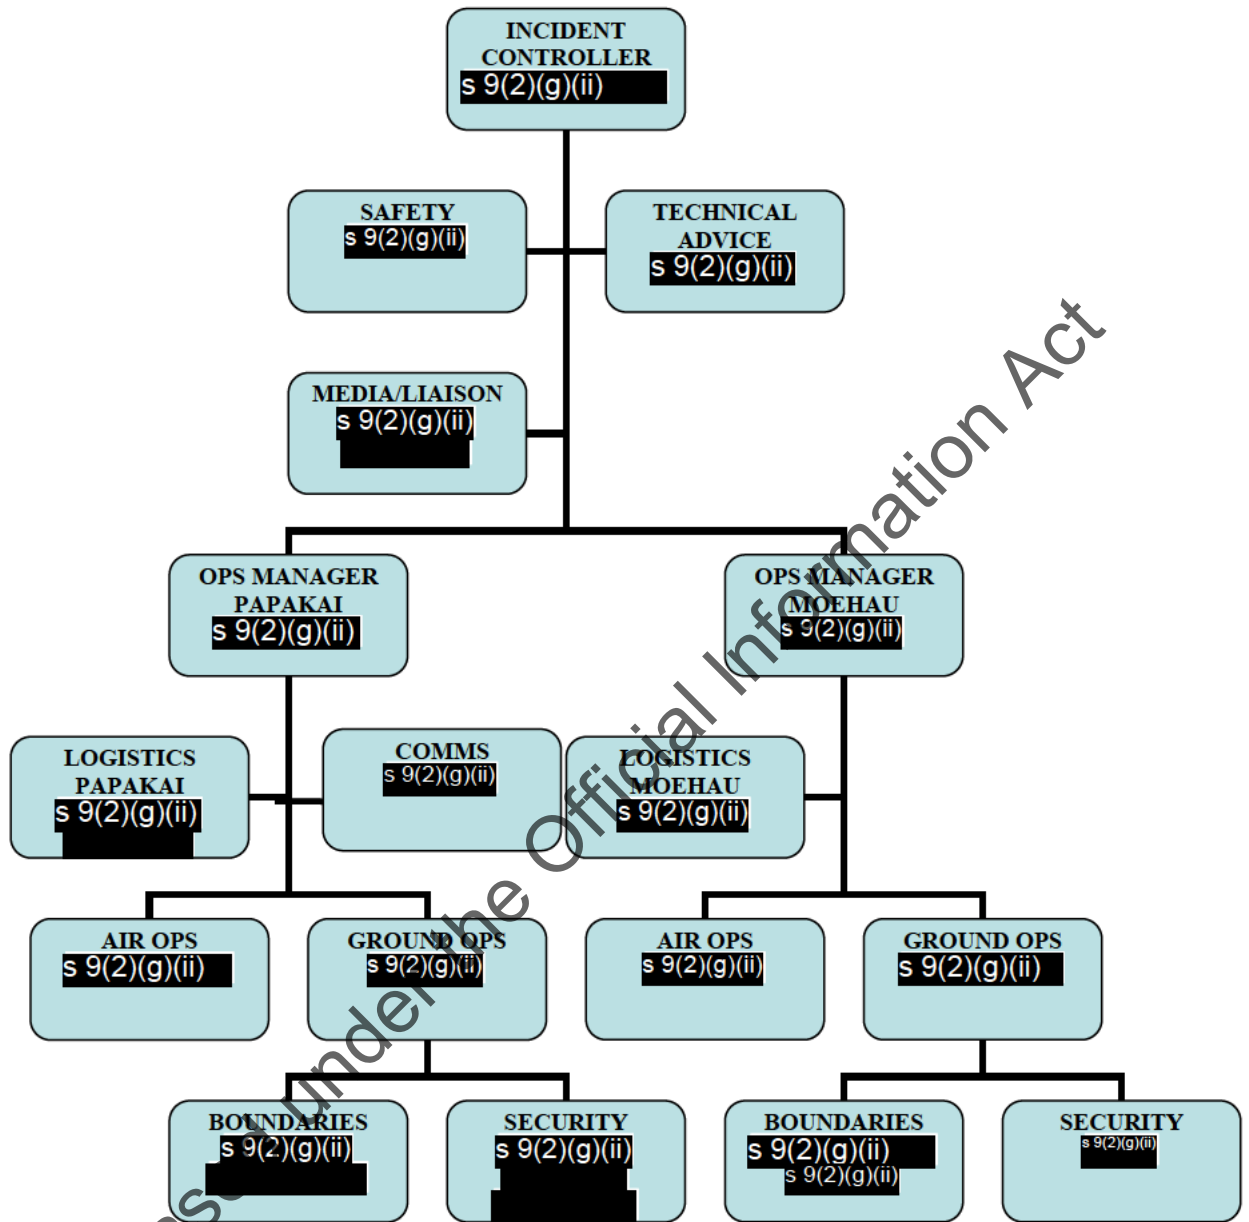 INCIDENT
CONTROLLER
s 9(2)(g)(ii)
SAFETY
s 9(2)(g)(ii)
TECHNICAL
ADVICE
s 9(2)(g)(ii)
MEDIA/LIAISON
s 9(2)(g)(ii)
OPS MANAGER
PAPAKAI
s 9(2)(g)(ii)
OPS MANAGER
MOEHAU
s 9(2)(g)(ii)
LOGISTICS
PAPAKAI
s 9(2)(g)(ii)
COMMS
s 9(2)(g)(ii)
LOGISTICS
MOEHAU
s 9(2)(g)(ii)
AIR OPS
s 9(2)(g)(ii)
GROUND OPS
s 9(2)(g)(ii)
AIR OPS
s 9(2)(g)(ii)
GROUND OPS
s 9(2)(g)(ii)
BOUNDARIES
s 9(2)(g)(ii)
SECURITY
s 9(2)(g)(ii)
BOUNDARIES
s 9(2)(g)(ii)
s 9(2)(g)(ii)
SECURITY
s 9(2)(g)(ii)
under the Official Information Act